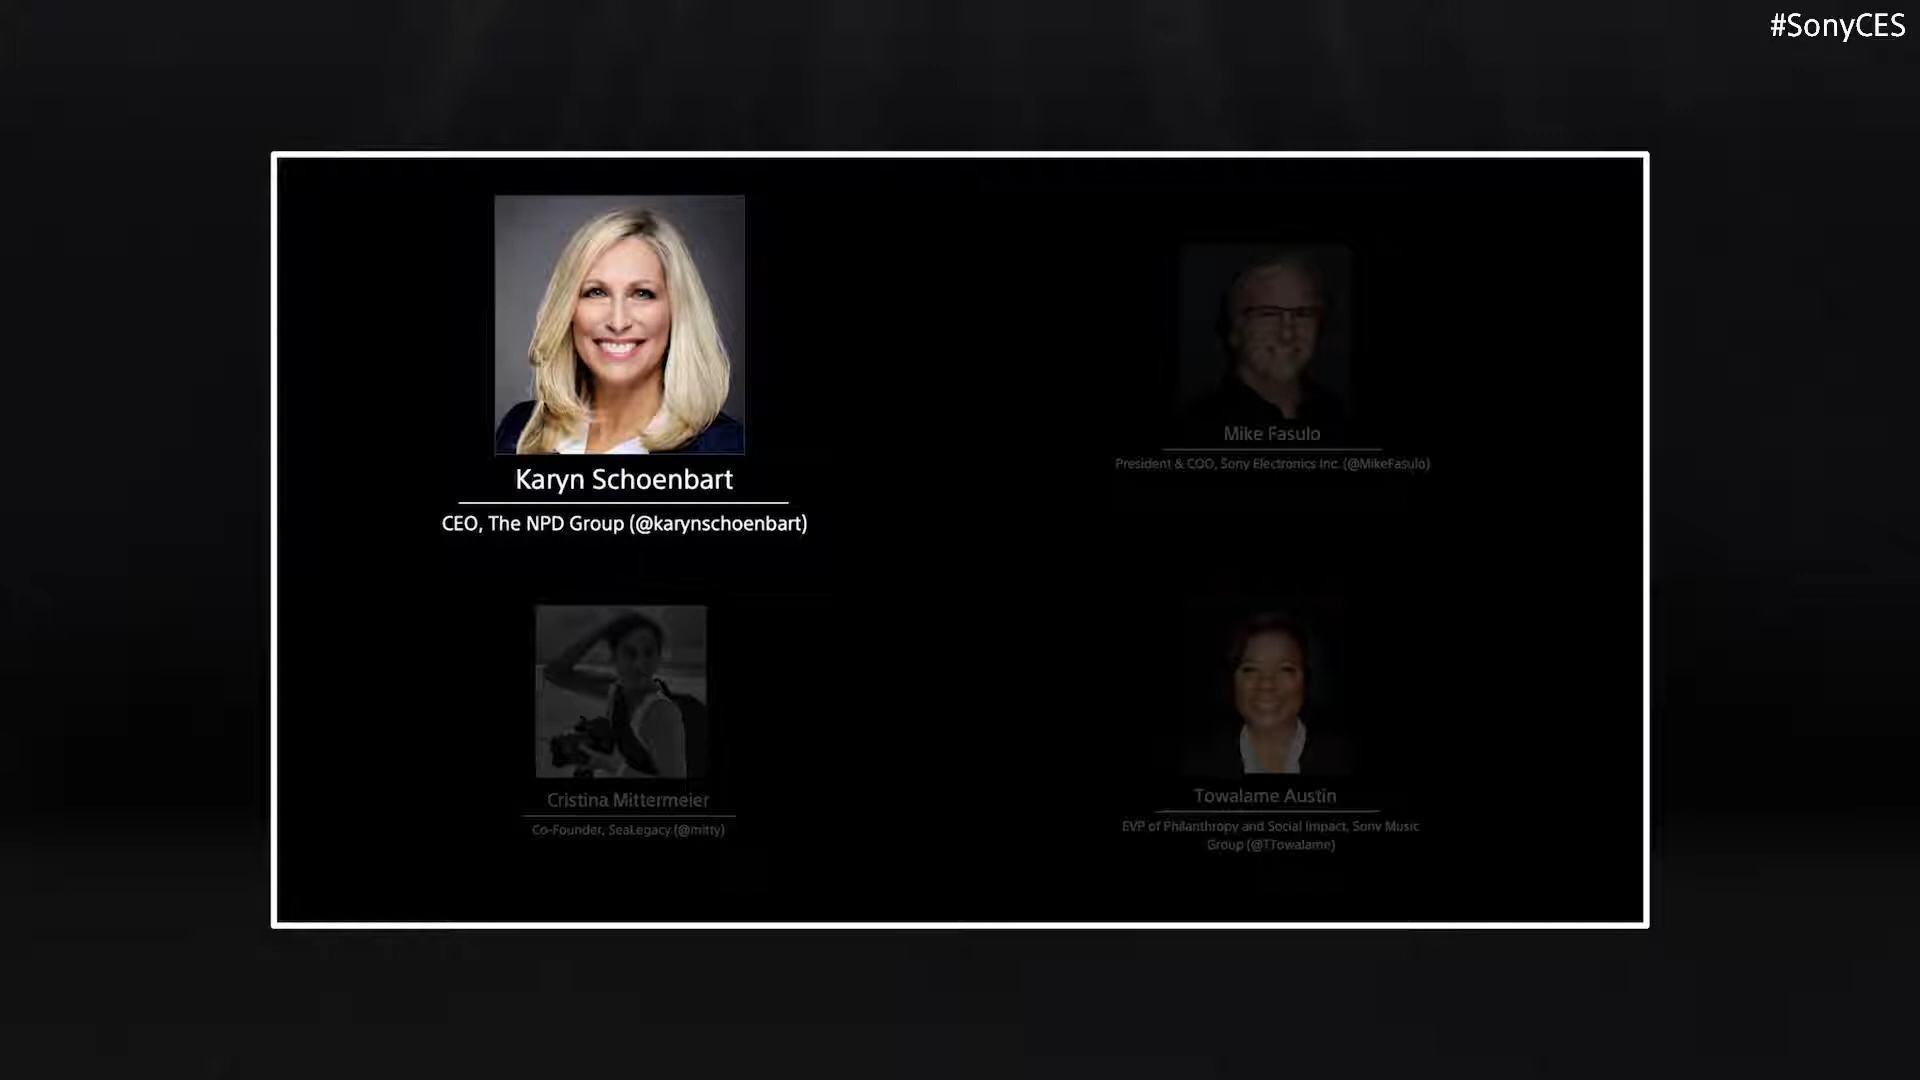 #SonyCES
Karyn Schoenbart
CEO, The NPD Group (@karynschoenbart)
Mike Fasulo
President & COO, Sony Electronics Inc. (@MikeFasulo)
Cristina Mittermeier
Co-Founder, SeaLegacy (@mitty)
Towalame Austin
EVP of Philanthropy and Social Impact, Sony Music
Group (@TTowalame)